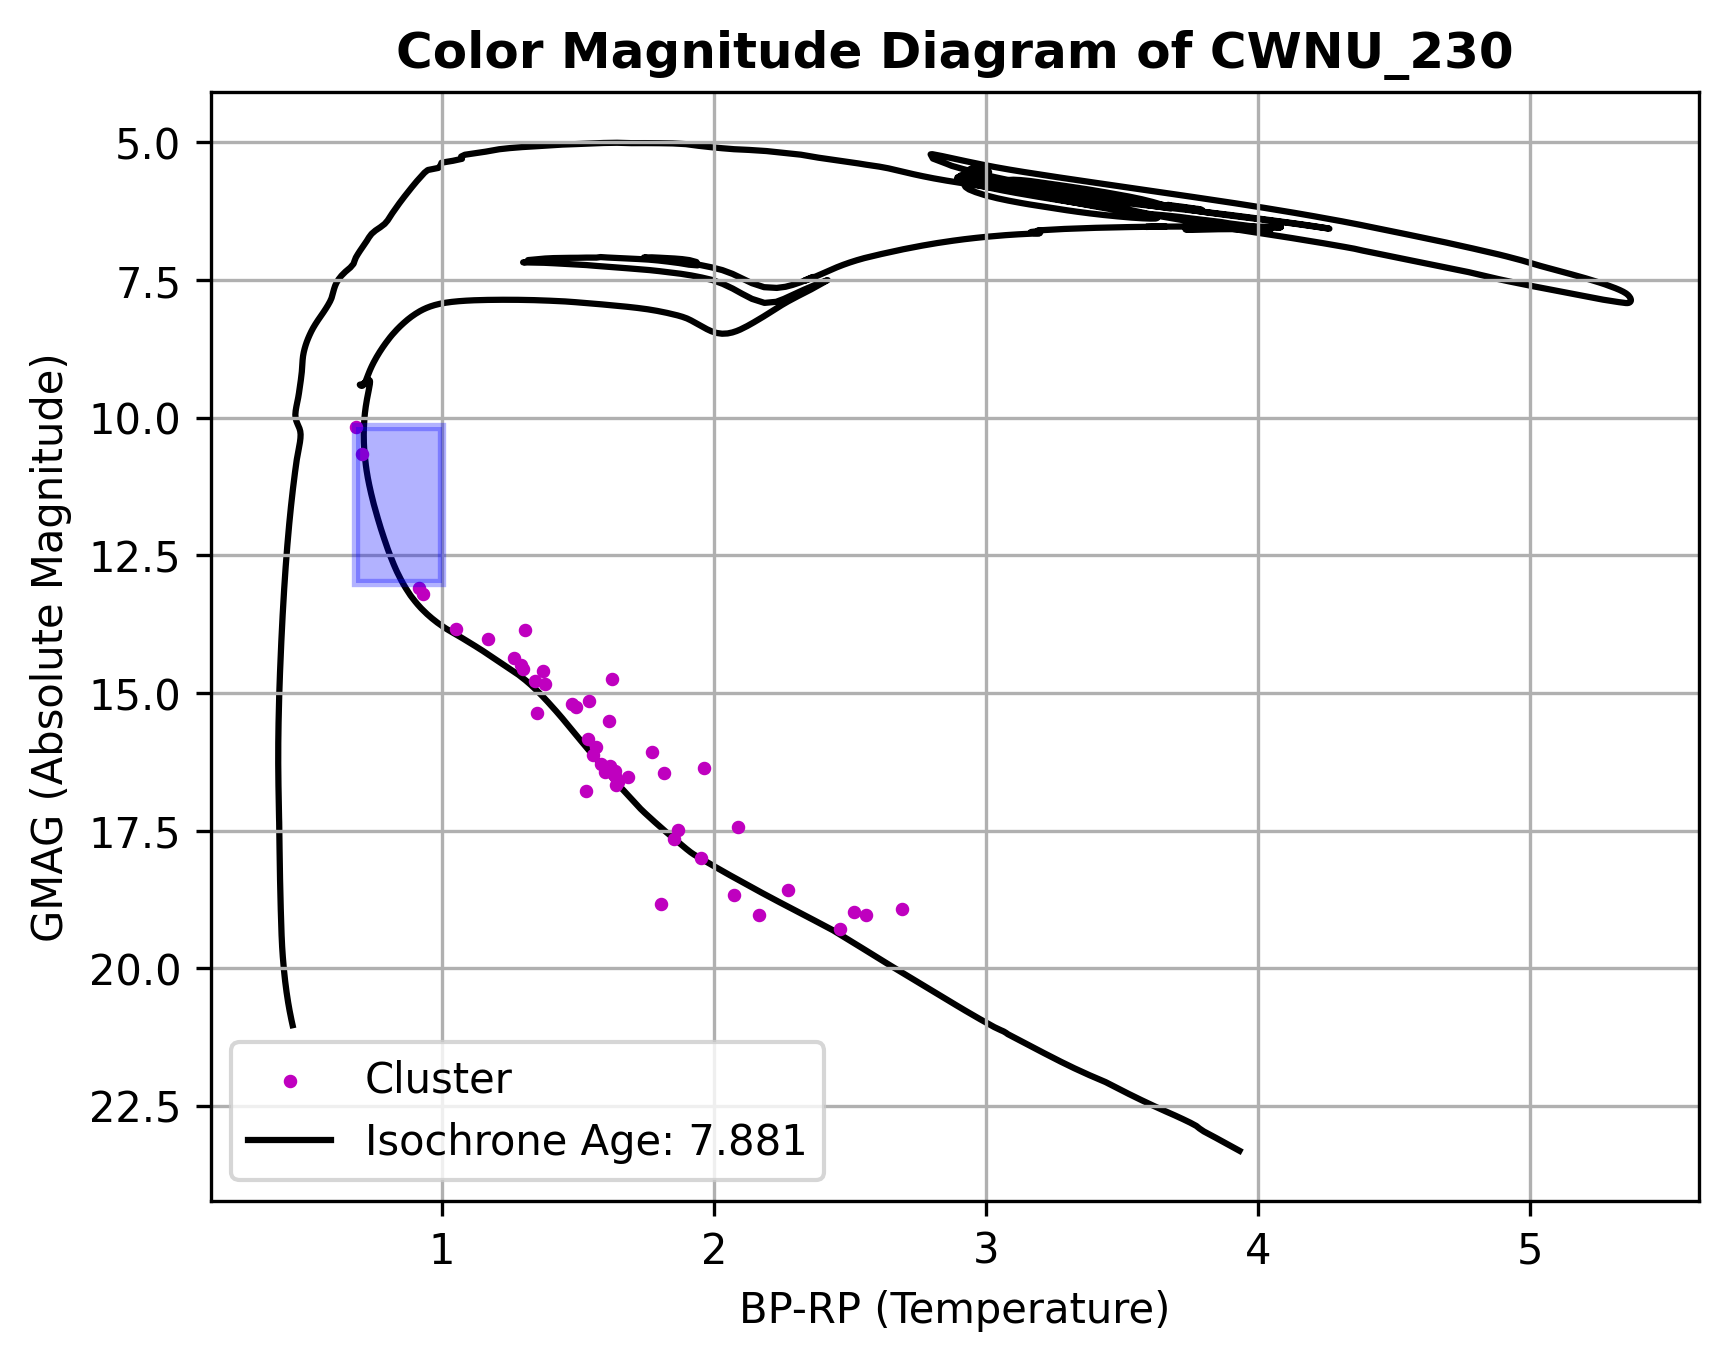 Color Magnitude Diagram of CWNU_230
GMAG (Absolute Magnitude)
5.0
7.5
10.0
12.5
15.0
17.5
20.0
22.5
Cluster
Isochrone Age: 7.881
1 2 3 4 5
BP-RP (Temperature)